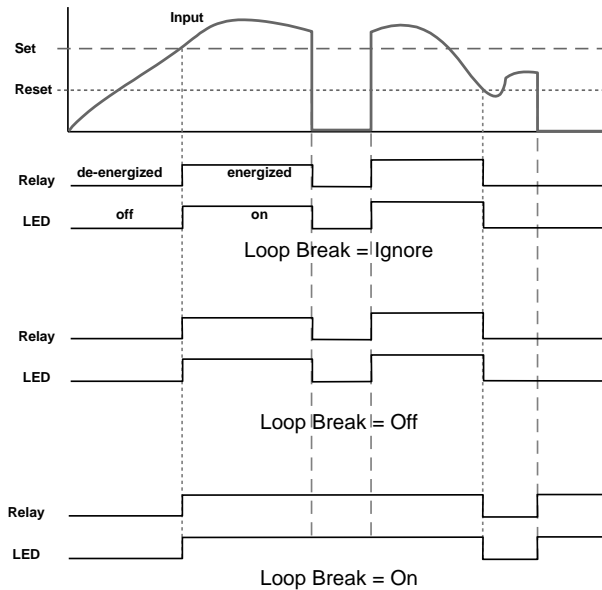 Input
Set
Reset
de-energized energized
Relay
off on
LED
Loop Break = Ignore
Relay
LED
Loop Break = Off
Relay
LED
Loop Break = On